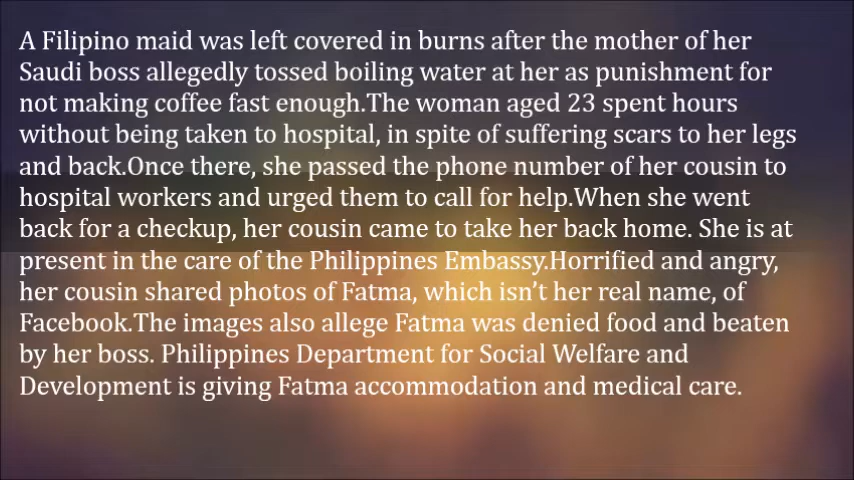 A Filipino maid was left covered in burns after the mother of her
Saudi boss allegedly tossed boiling water at her as punishment for
not making coffee fast enough.The woman aged 23 spent hours
without being taken to hospital, in spite of suffering scars to her legs
and back.Once there, she passed the phone number of her cousin to
hospital workers and urged them to call for help.When she went
back for a checkup, her cousin came to take her back home. She is at
present in the care of the Philippines Embassy.Horrified and angry,
her cousin shared photos of Fatma, which isn’t her real name, of
Facebook.The images also allege Fatma was denied food and beaten
by her boss. Philippines Department for Social Welfare and
Development is giving Fatma accommodation and medical care.